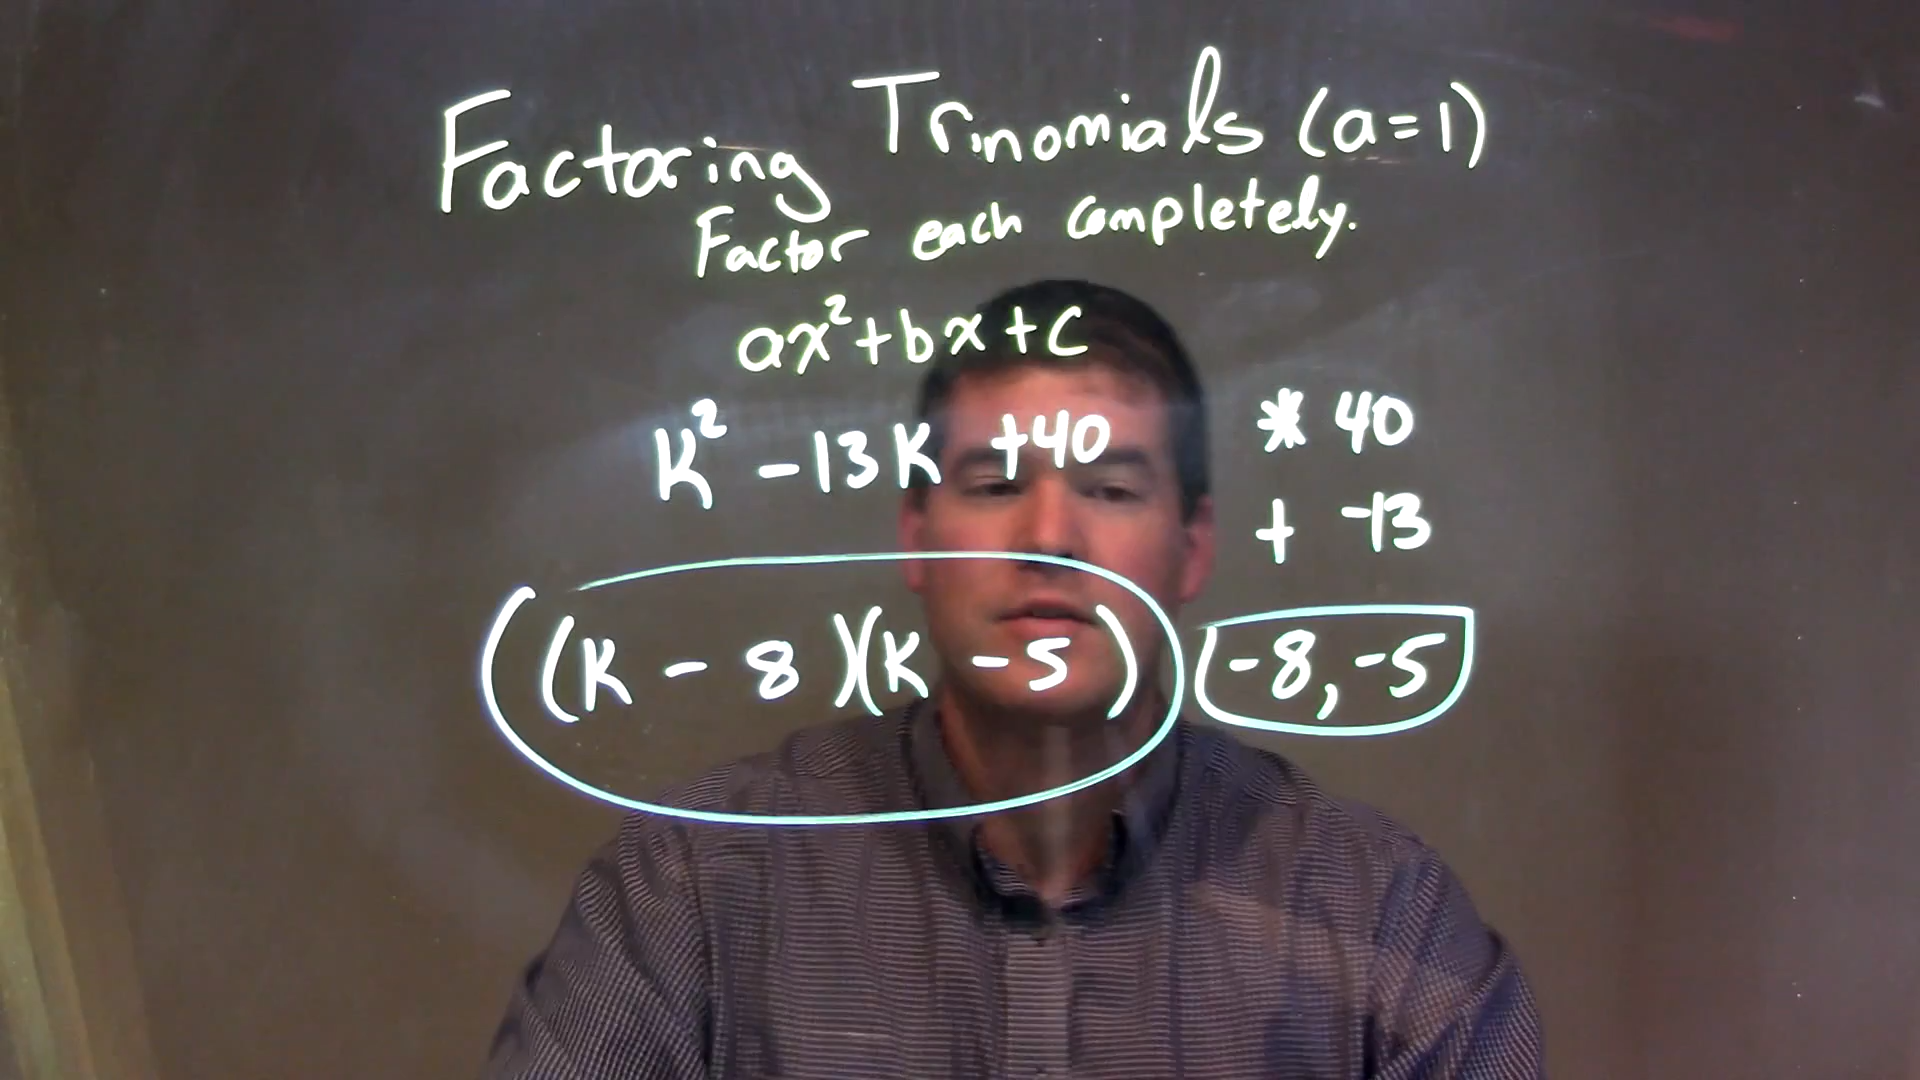 Factoring Trinomials (a=1)
Factor each completely.
ax²+bx+c
K² -13K +40
* 40
+ -13
(K - 8)(K - 5)
-8, -5